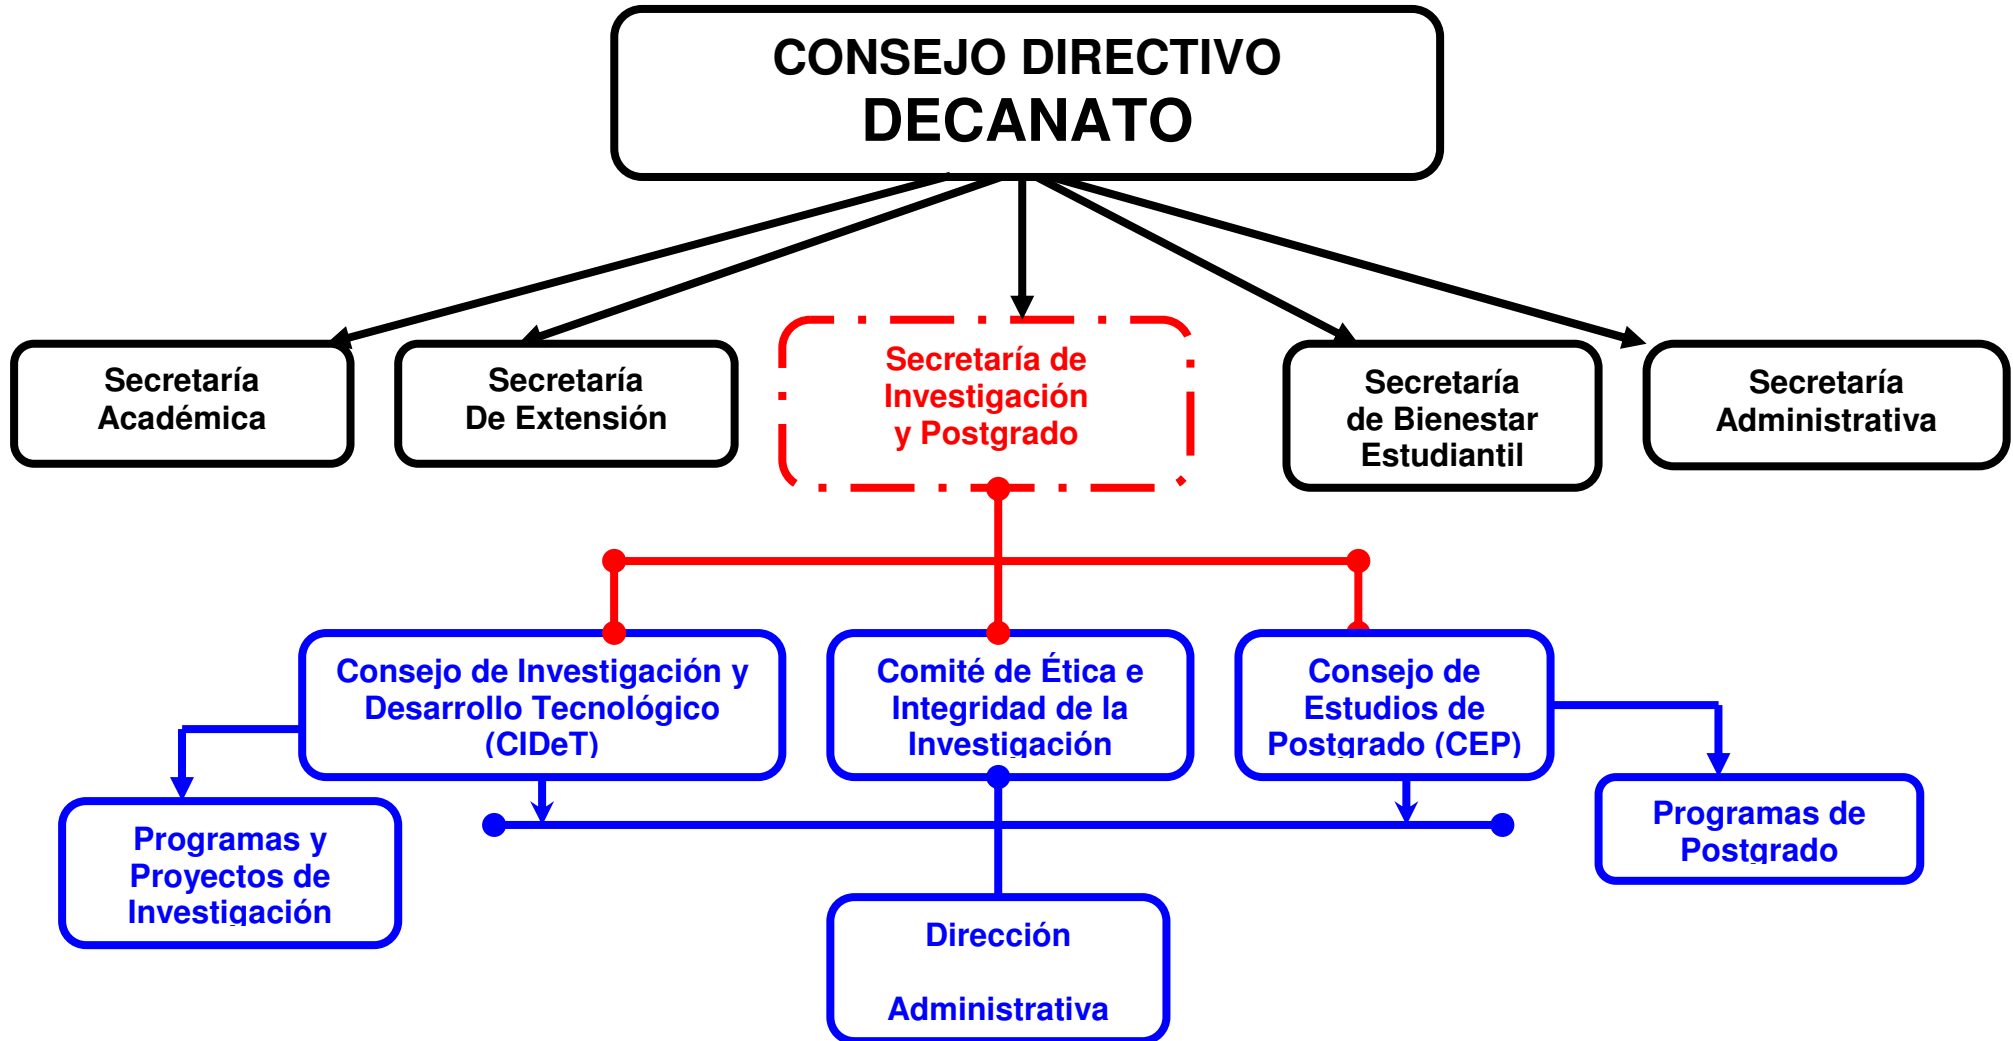 CONSEJO DIRECTIVO
DECANATO
Secretaría
Académica
Secretaría
De Extensión
Secretaría de
Investigación
y Postgrado
Secretaría
de Bienestar
Estudiantil
Secretaría
Administrativa
Consejo de Investigación y
Desarrollo Tecnológico
(CIDeT)
Comité de Ética e
Integridad de la
Investigación
Consejo de
Estudios de
Postgrado (CEP)
Programas y
Proyectos de
Investigación
Programas de
Postgrado
Dirección
Administrativa